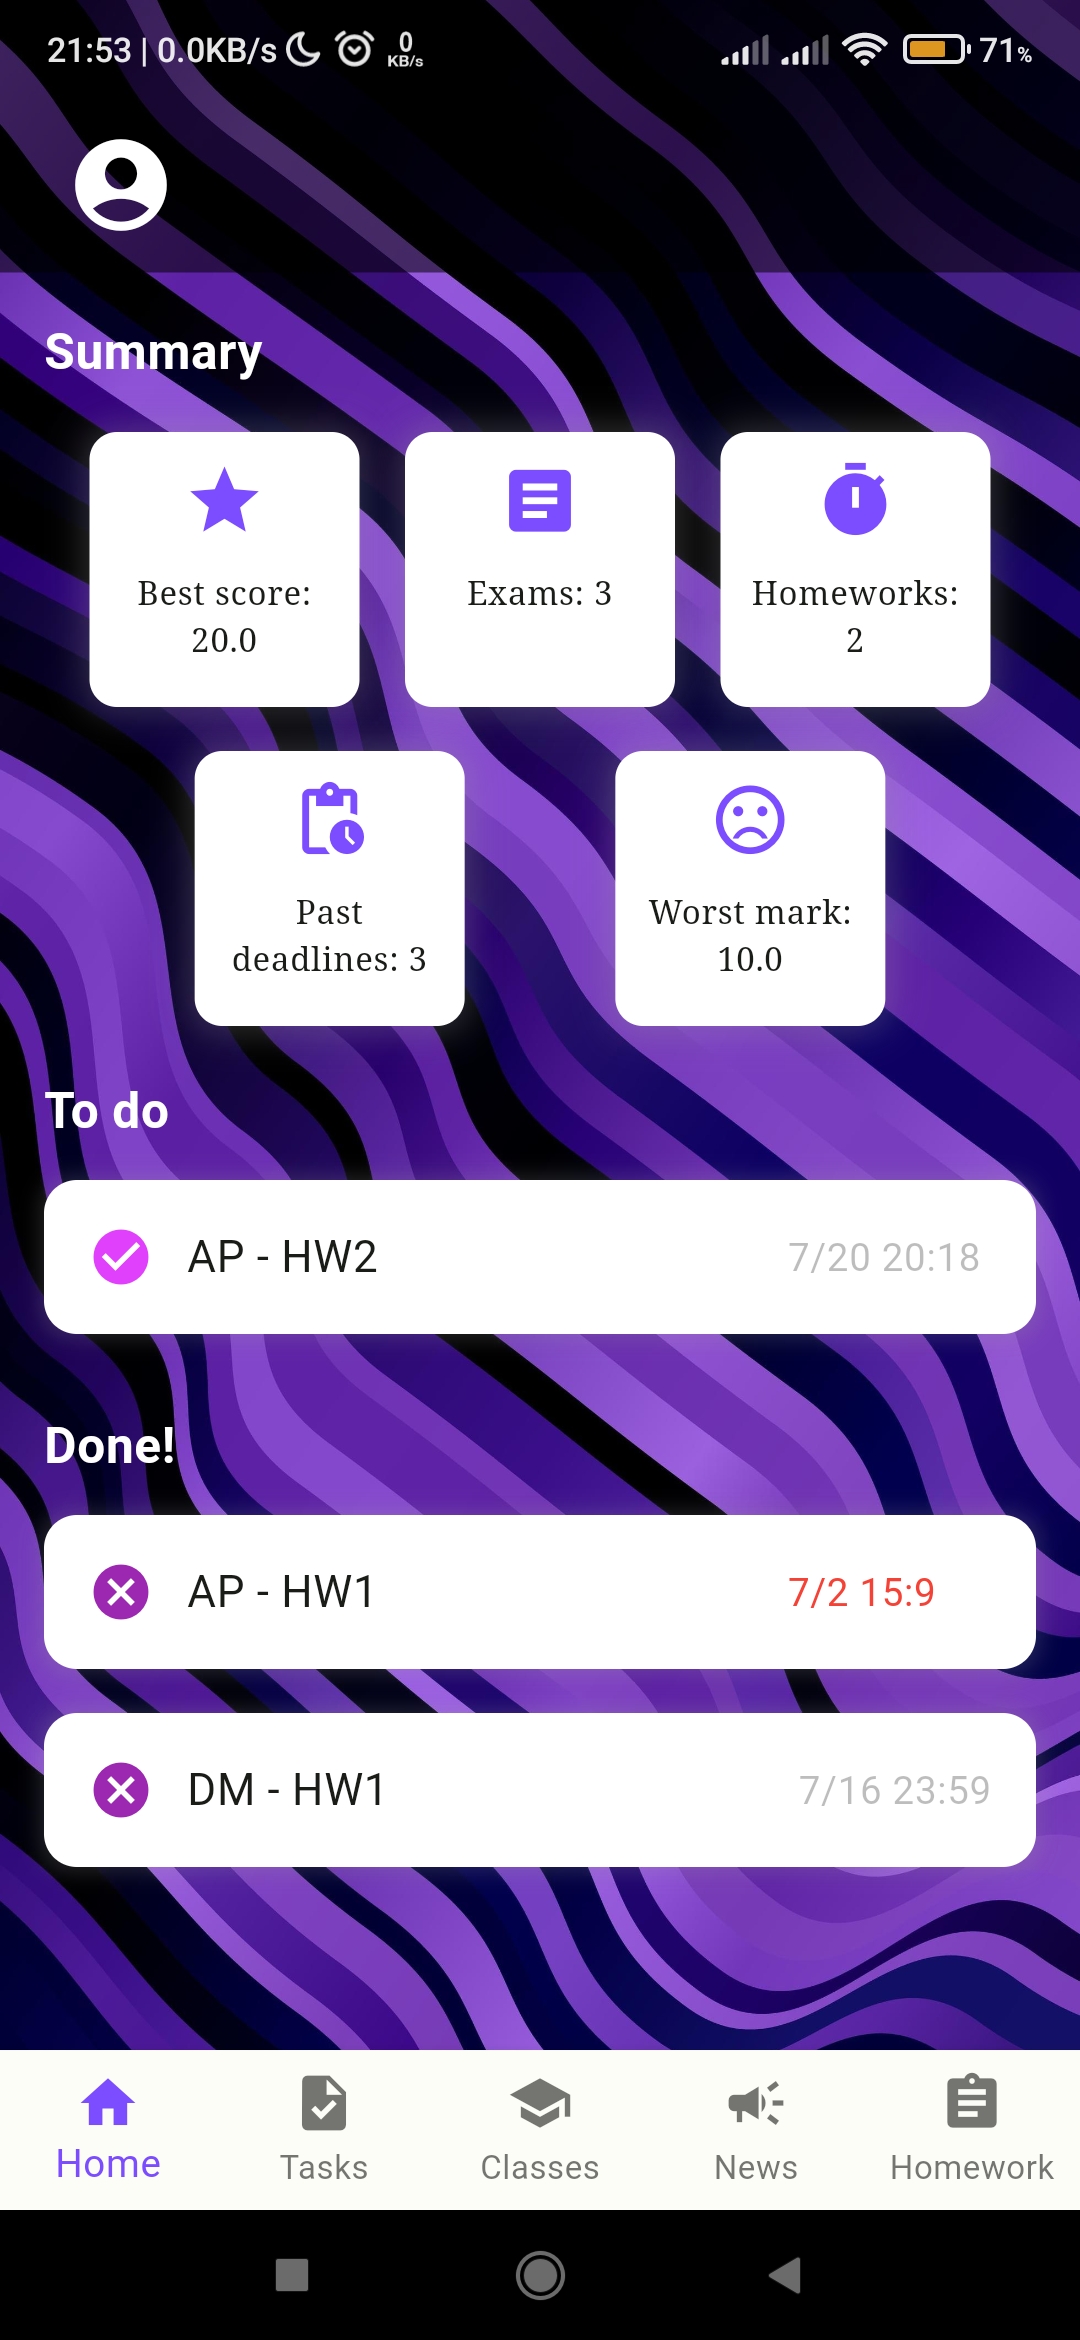 21:53 | 0.0KB/s 0 KB/s 71%
Summary
Best score:
20.0
Exams: 3
Homeworks:
2
Past
deadlines: 3
Worst mark:
10.0
To do
AP - HW2 7/20 20:18
Done!
AP - HW1 7/2 15:9
DM - HW1 7/16 23:59
Home Tasks Classes News Homework